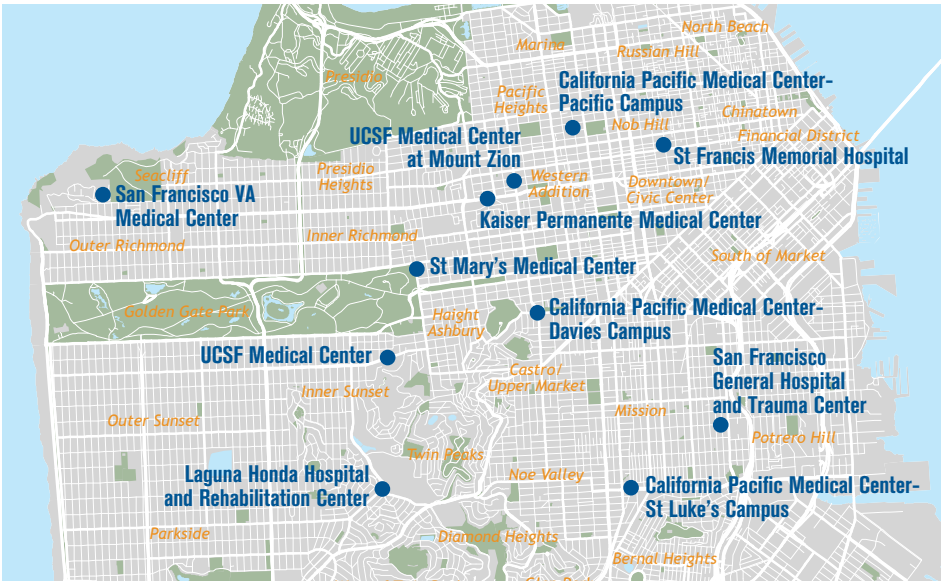 North Beach
Marina
Russian Hill
Presidio
California Pacific Medical Center-
Pacific Campus
Pacific
Heights
Chinatown
Nob Hill
Financial District
UCSF Medical Center
at Mount Zion
St Francis Memorial Hospital
Presidio
Heights
Seacliff
Western
Addition
Downtown/
Civic Center
San Francisco VA
Medical Center
Kaiser Permanente Medical Center
Outer Richmond
Inner Richmond
South of Market
St Mary's Medical Center
Golden Gate Park
Haight
Ashbury
California Pacific Medical Center-
Davies Campus
UCSF Medical Center
San Francisco
General Hospital
and Trauma Center
Castro/
Upper Market
Inner Sunset
Outer Sunset
Mission
Potrero Hill
Twin Peaks
Laguna Honda Hospital
and Rehabilitation Center
Noe Valley
California Pacific Medical Center-
St Luke's Campus
Parkside
Diamond Heights
Bernal Heights